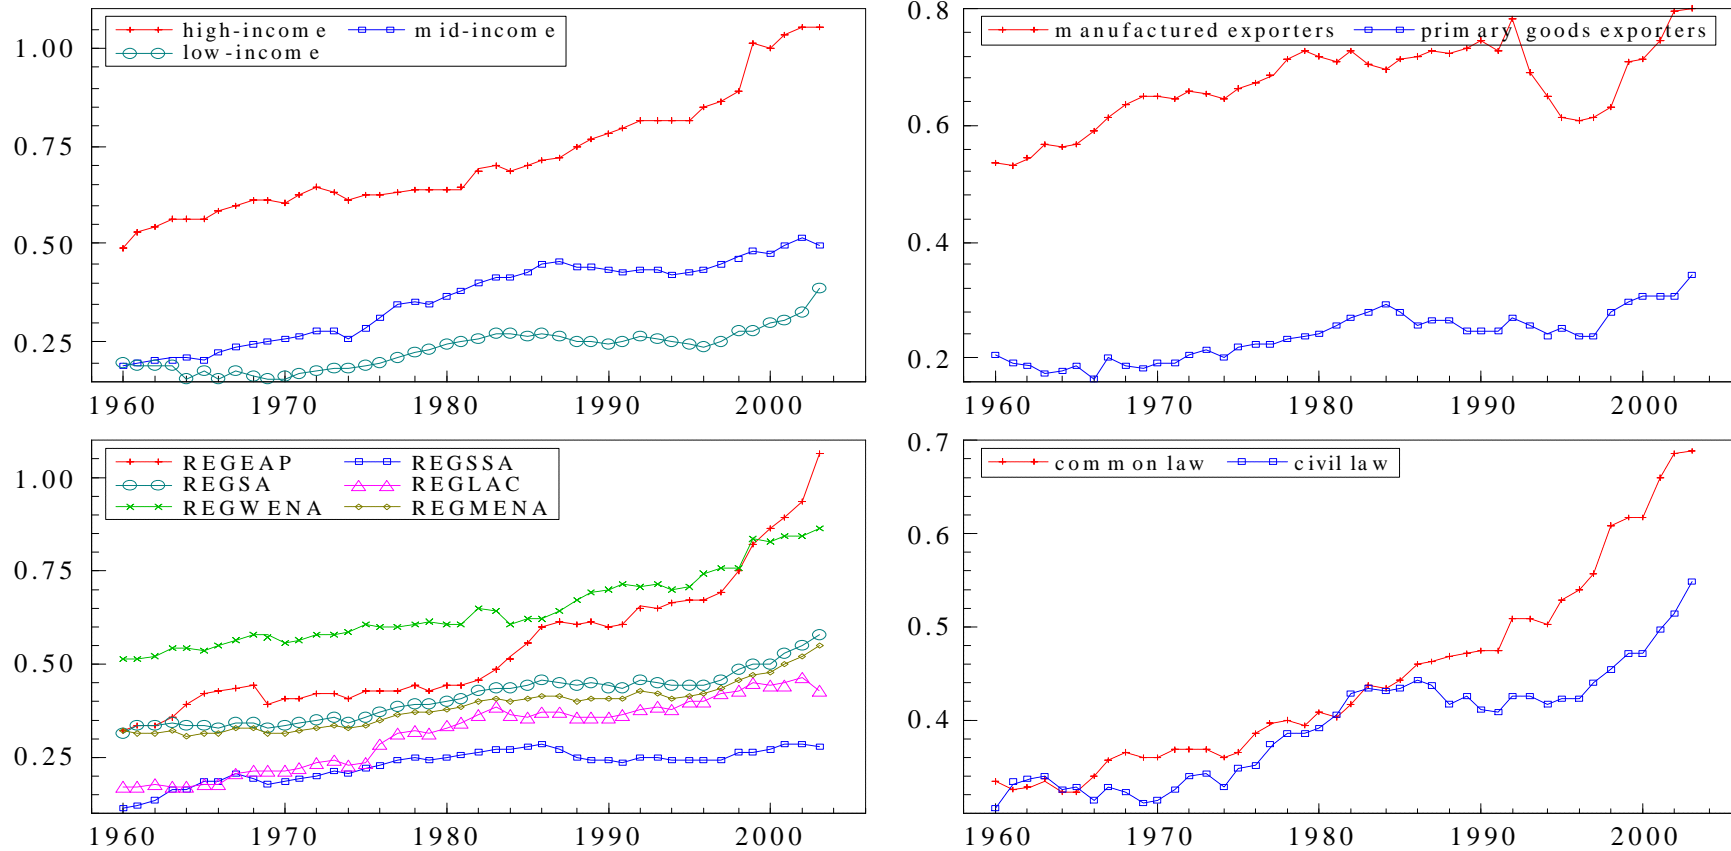 high-income mid-income
low-income
1.00
0.75
0.50
0.25
1960 1970 1980 1990 2000
manufactured exporters primary goods exporters
0.8
0.6
0.4
0.2
1960 1970 1980 1990 2000
REGEAP REGSSA
REGSA REGLAC
REGWENA REGMENA
1.00
0.75
0.50
0.25
1960 1970 1980 1990 2000
common law civil law
0.7
0.6
0.5
0.4
1960 1970 1980 1990 2000